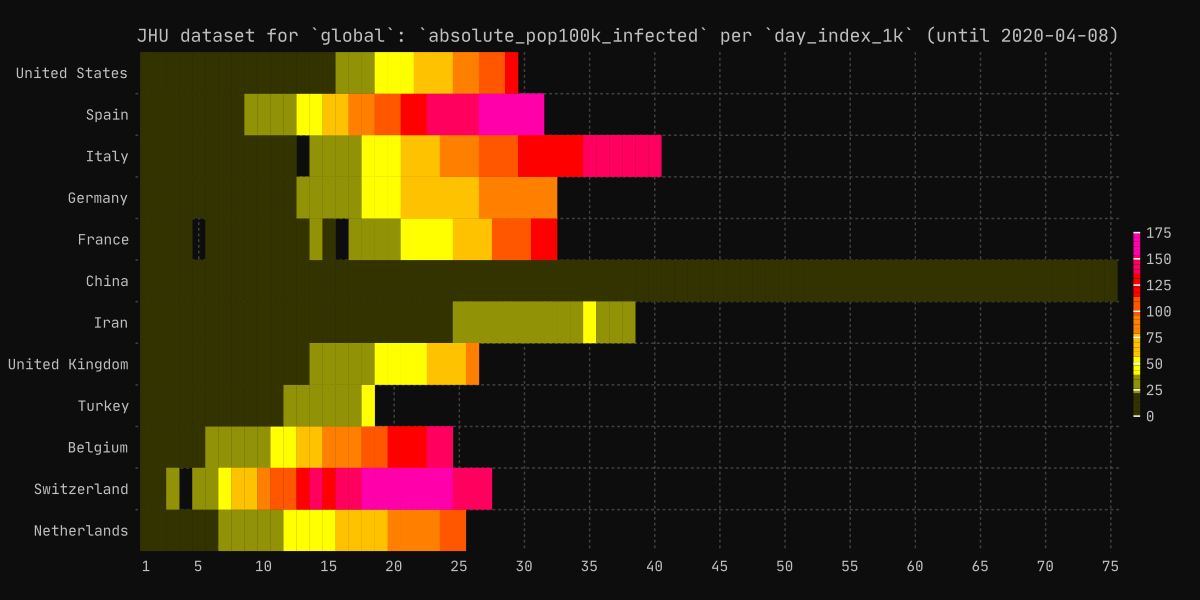 JHU dataset for `global`: `absolute_pop100k_infected` per `day_index_1k` (until 2020-04-08)
United States
Spain
Italy
Germany
France
China
Iran
United Kingdom
Turkey
Belgium
Switzerland
Netherlands
175
150
125
100
75
50
25
0
1 5 10 15 20 25 30 35 40 45 50 55 60 65 70 75